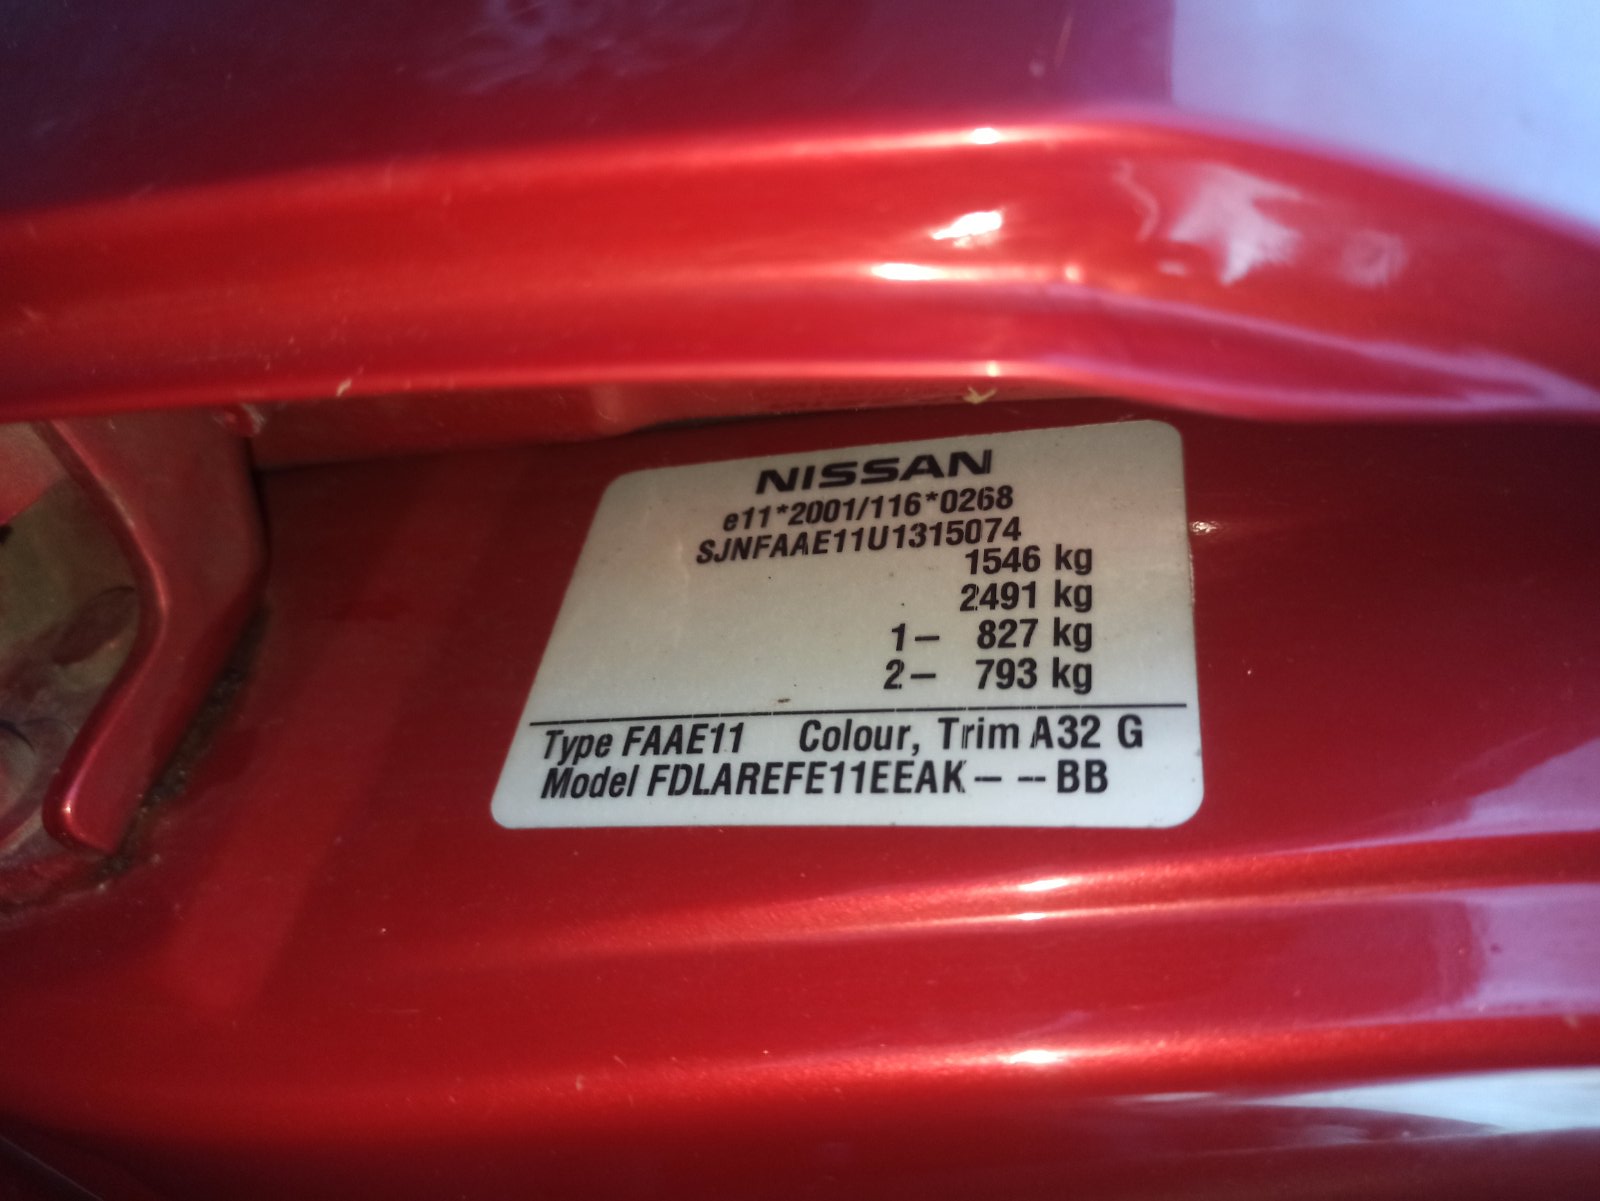 NISSAN
e11*2001/116*0268
SJNFAAE11U1315074
1546 kg
2491 kg
1- 827 kg
2- 793 kg
Type FAAE11 Colour, Trim A32 G
Model FDLAREFE11EEAK - - BB